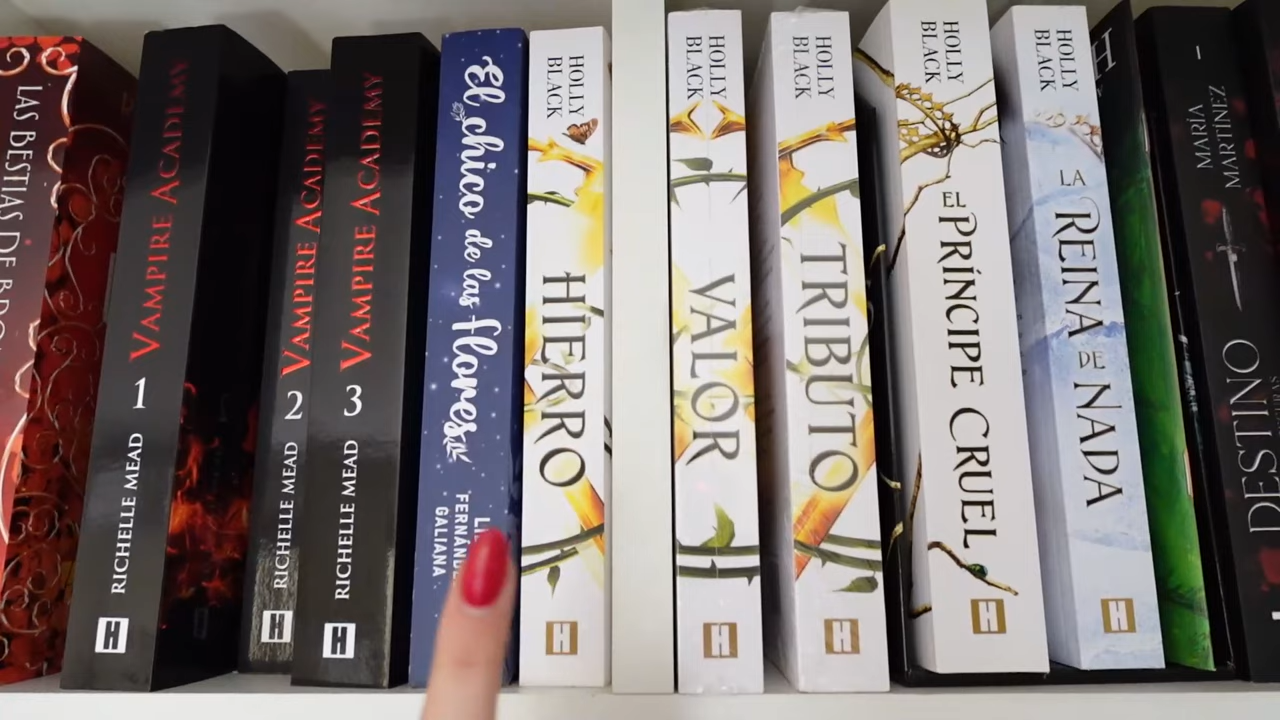 LAS BESTIAS DE
VAMPIRE ACADEMY
1
RICHELLE MEAD
H
VAMPIRE ACADEMY
2
RICHELLE MEAD
H
VAMPIRE ACADEMY
3
RICHELLE MEAD
H
El chico de las flores
FERNÁNDE
GALIANA
HOLLY
BLACK
HIERRO
H
HOLLY
BLACK
VALOR
H
HOLLY
BLACK
TRIBUTO
H
HOLLY
BLACK
EL PRÍNCIPE CRUEL
H
HOLLY
BLACK
LA REINA DE NADA
H
H
MARÍA
MARTÍNEZ
DESTINO